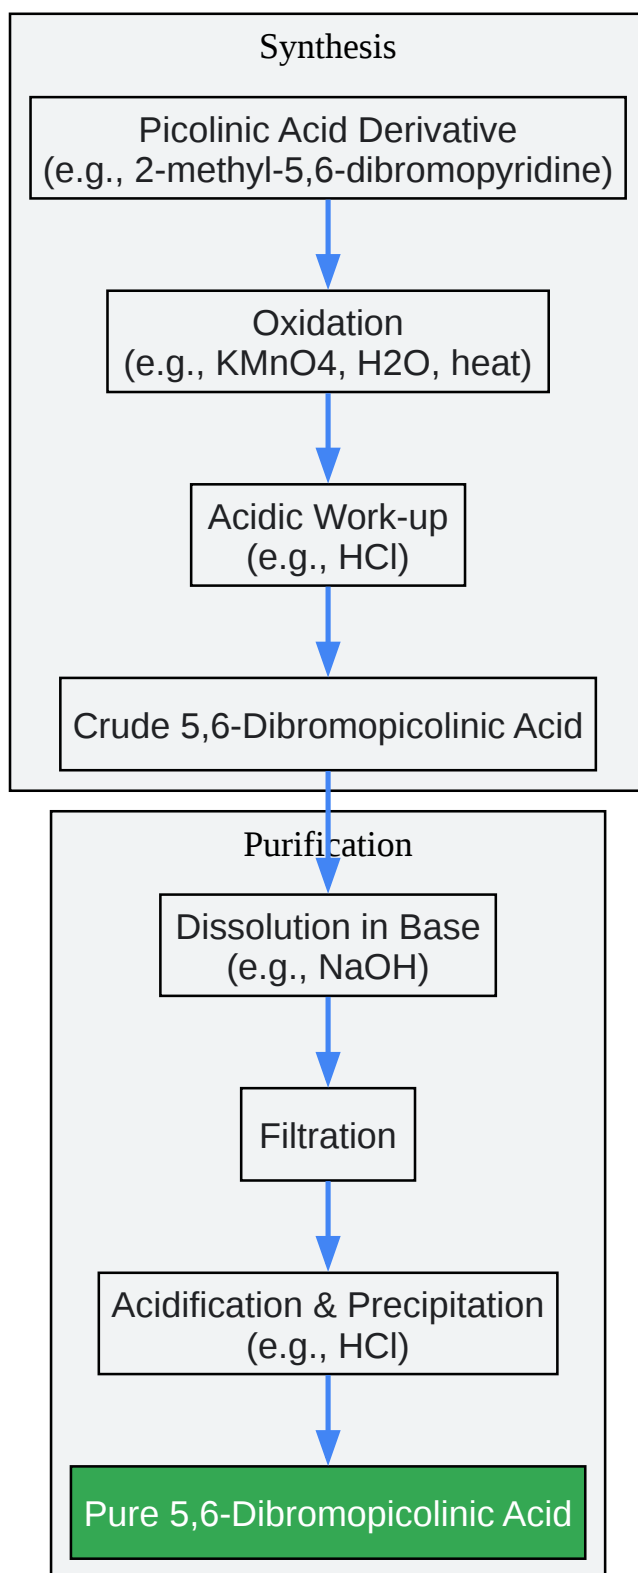 Synthesis
Picolinic Acid Derivative
(e.g., 2-methyl-5,6-dibromopyridine)
Oxidation
(e.g., KMnO4, H2O, heat)
Acidic Work-up
(e.g., HCl)
Crude 5,6-Dibromopicolinic Acid
Purification
Dissolution in Base
(e.g., NaOH)
Filtration
Acidification & Precipitation
(e.g., HCl)
Pure 5,6-Dibromopicolinic Acid